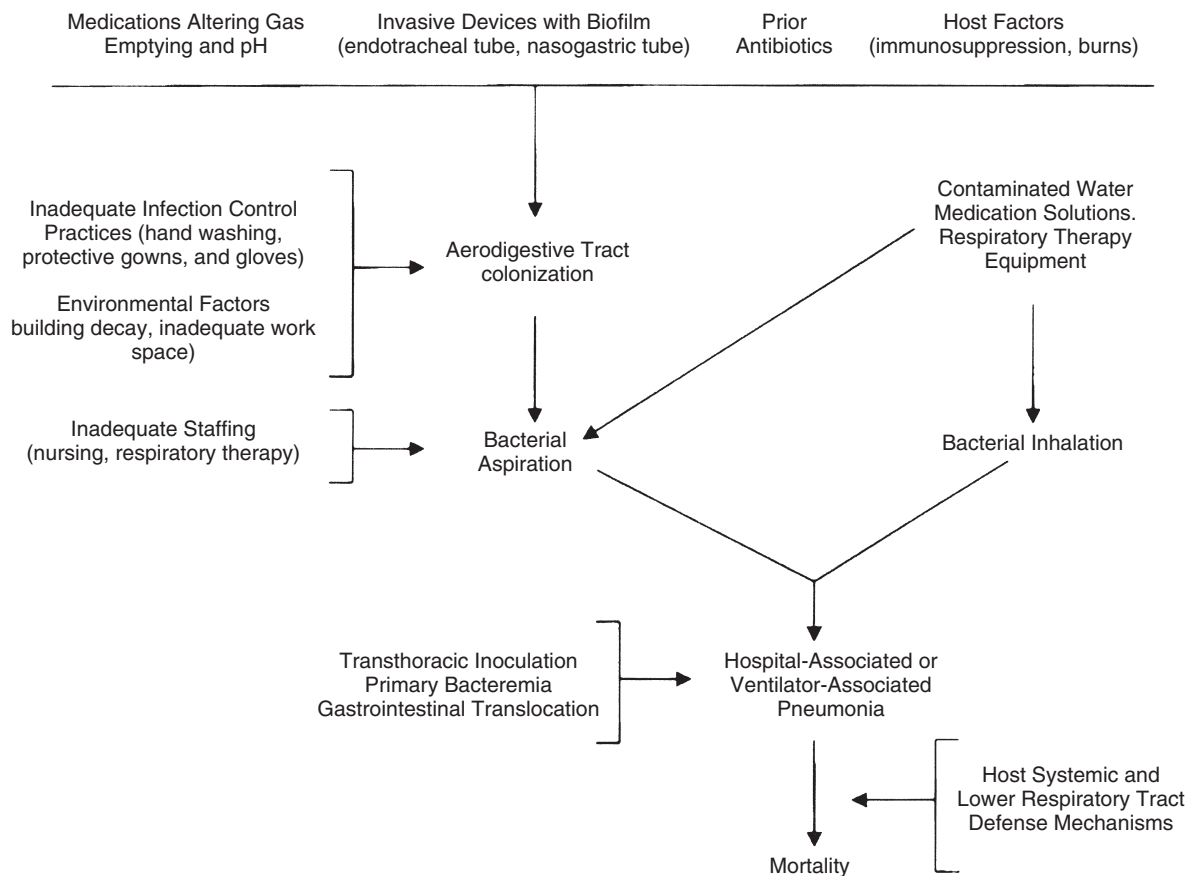 Medications Altering Gas
Emptying and pH
Invasive Devices with Biofilm
(endotracheal tube, nasogastric tube)
Prior
Antibiotics
Host Factors
(immunosuppression, burns)
Inadequate Infection Control
Practices (hand washing,
protective gowns, and gloves)
Environmental Factors
building decay, inadequate work
space)
Aerodigestive Tract
colonization
Contaminated Water
Medication Solutions.
Respiratory Therapy
Equipment
Inadequate Staffing
(nursing, respiratory therapy)
Bacterial
Aspiration
Bacterial Inhalation
Transthoracic Inoculation
Primary Bacteremia
Gastrointestinal Translocation
Hospital-Associated or
Ventilator-Associated
Pneumonia
Host Systemic and
Lower Respiratory Tract
Defense Mechanisms
Mortality